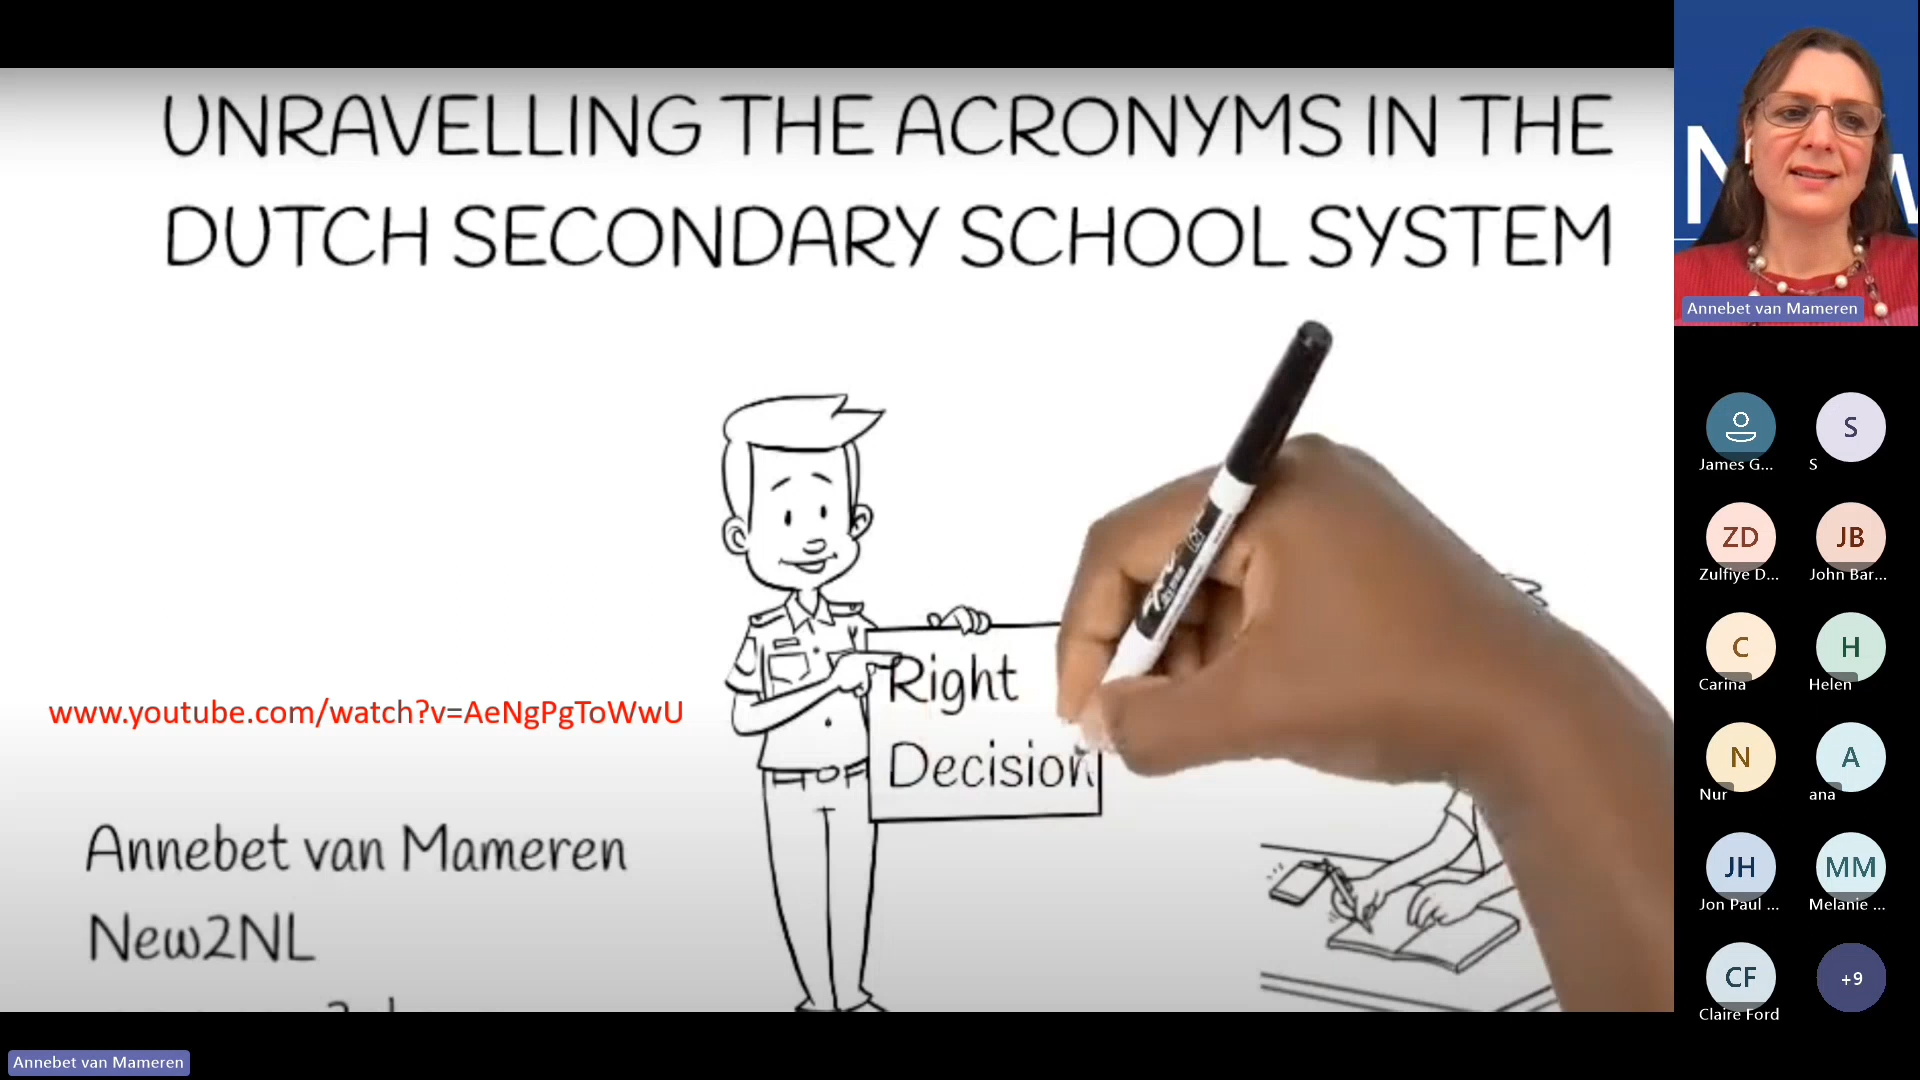 UNRAVELLING THE ACRONYMS IN THE
DUTCH SECONDARY SCHOOL SYSTEM
Right
Decision
www.youtube.com/watch?v=AeNgPgToWwU
Annebet van Mameren
New2NL
Annebet van Mameren
James G...
S
S
ZD
Zulfiye D...
JB
John Bar...
C
Carina
H
Helen
N
Nur
A
ana
JH
Jon Paul ...
MM
Melanie ...
CF
Claire Ford
+9
Annebet van Mameren